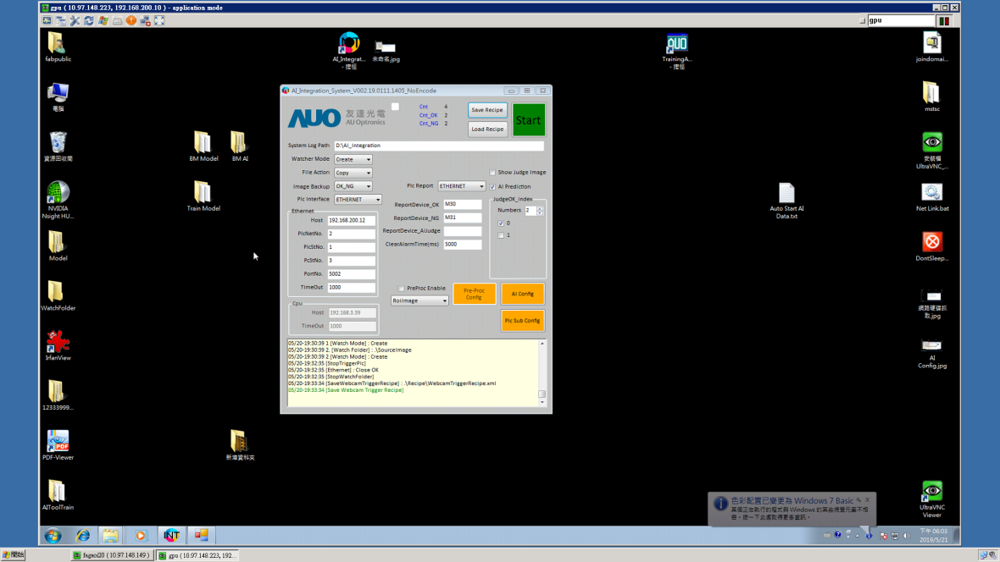 gpu ( 10.97.148.223, 192.168.200.10 ) - application mode
gpu
fabpublic
電腦
資源回收筒
NVIDIA
Nsight HU...
Model
WatchFolder
IrfanView
12333999...
PDF-Viewer
AIToolTrain
BM Model
BM AI
Train Model
新增資料夾
AI_Integrat...
- 捷徑
未命名.jpg
TrainingA...
- 捷徑
joindomai...
mstsc
安裝檔
UltraVNC_...
Auto Start AI
Data.txt
Net Link.bat
DontSleep...
網路硬碟抓
取.jpg
AI
Config.jpg
UltraVNC
Viewer
AI_Integration_System_V002.19.0111.1405_NoEncode
AUO 友達光電
AU Optronics
Cnt 4
Cnt_OK 2
Cnt_NG 2
Save Recipe
Load Recipe
Start
System Log Path D:\AI_Integration
Watcher Mode Create
File Action Copy
Image Backup OK_NG
Plc Interface ETHERNET
Plc Report ETHERNET
Show Judge Image
AI Prediction
Ethernet
Host 192.168.200.12
PlcNetNo. 2
PlcStNo. 1
PcStNo. 3
PortNo. 5002
TimeOut 1000
ReportDevice_OK M30
ReportDevice_NG M31
ReportDevice_AIJudge
ClearAlarmTime(ms) 5000
JudgeOK_Index
Numbers 2
0
1
PreProc Enable
RoiImage
Pre-Proc
Config
AI Config
Plc Sub Config
Cpu
Host 192.168.3.39
TimeOut 1000
05/20-19:30:39 1 [Watch Mode] : Create
05/20-19:30:39 2. [Watch Folder] : .\SourceImage
05/20-19:30:39 2 [Watch Mode] : Create
05/20-19:32:35 [StopTriggerPlc]
05/20-19:32:35 [Ethernet] : Close OK
05/20-19:32:35 [StopWatchFolder]
05/20-19:33:34 [SaveWebcamTriggerRecipe] : .\Recipe\WebcamTriggerRecipe.xml
05/20-19:33:34 [Save Webcam Trigger Recipe]
色彩配置已變更為 Windows 7 Basic
某個正在執行的程式與 Windows 的某些視覺元素不相
容。按一下此處取得更多資訊。
下午 06:03
2019/5/21
開始
fagaoi20 ( 10.97.148.149 )
gpu ( 10.97.148.223, 192...